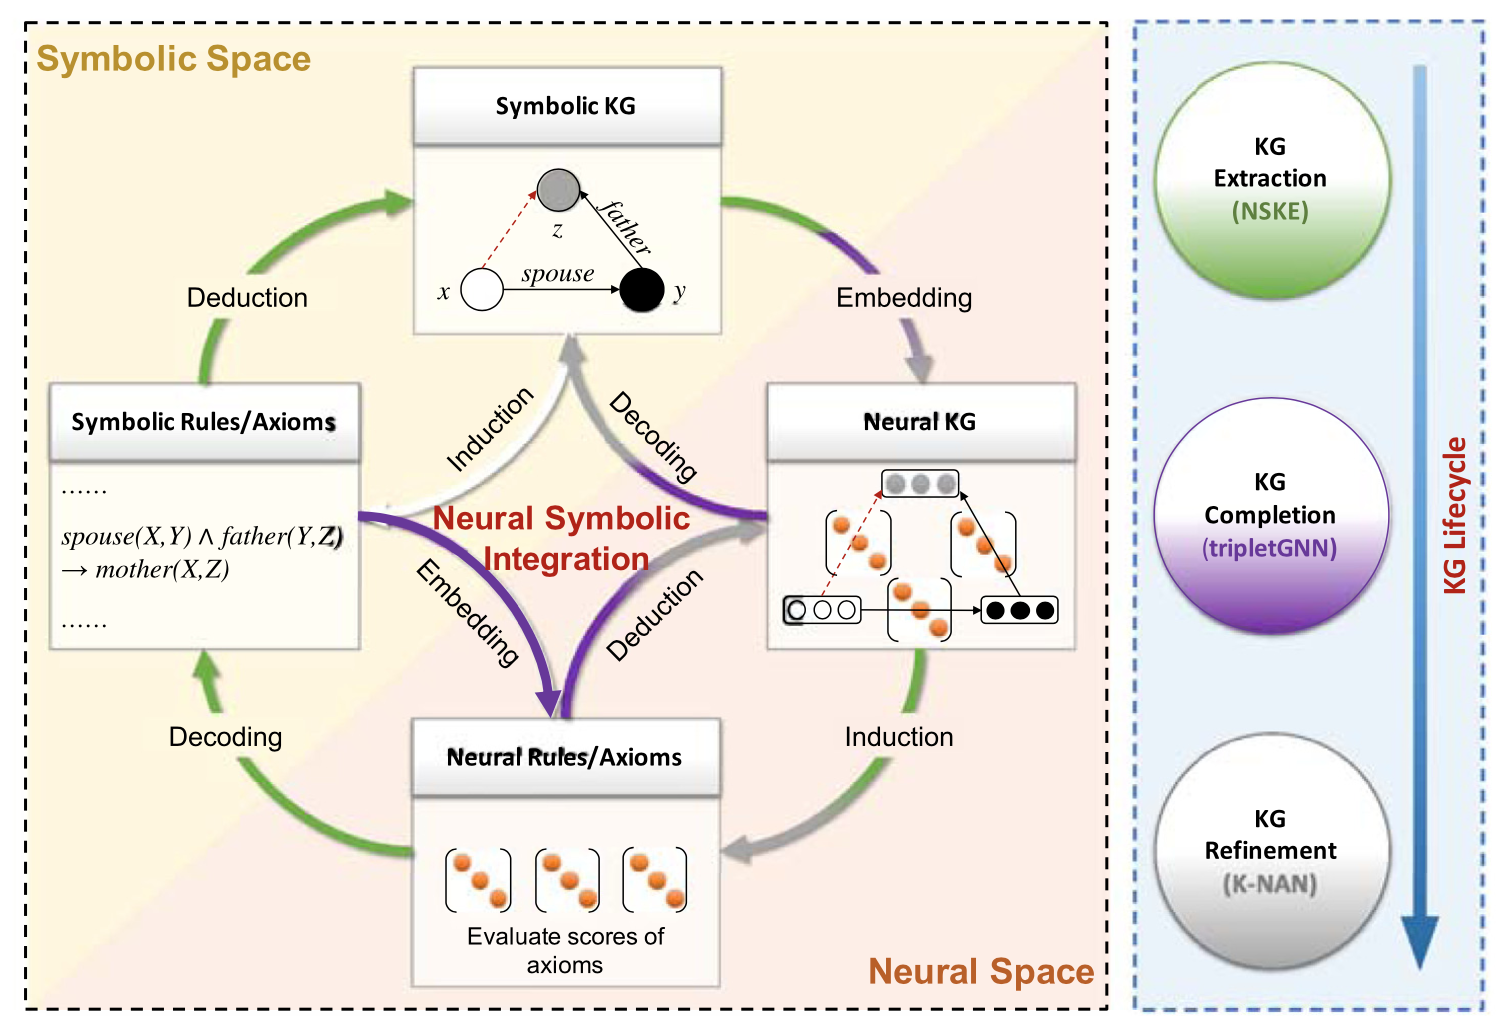 Symbolic Space
Symbolic KG
z
father
spouse
x
y
Deduction
Embedding
Symbolic Rules/Axioms
......
spouse(X,Y) ∧ father(Y,Z)
→ mother(X,Z)
......
Induction
Decoding
Neural KG
Neural Symbolic
Integration
Embedding
Deduction
Decoding
Induction
Neural Rules/Axioms
Evaluate scores of
axioms
Neural Space
KG
Extraction
(NSKE)
KG
Completion
(tripletGNN)
KG
Refinement
(K-NAN)
KG Lifecycle